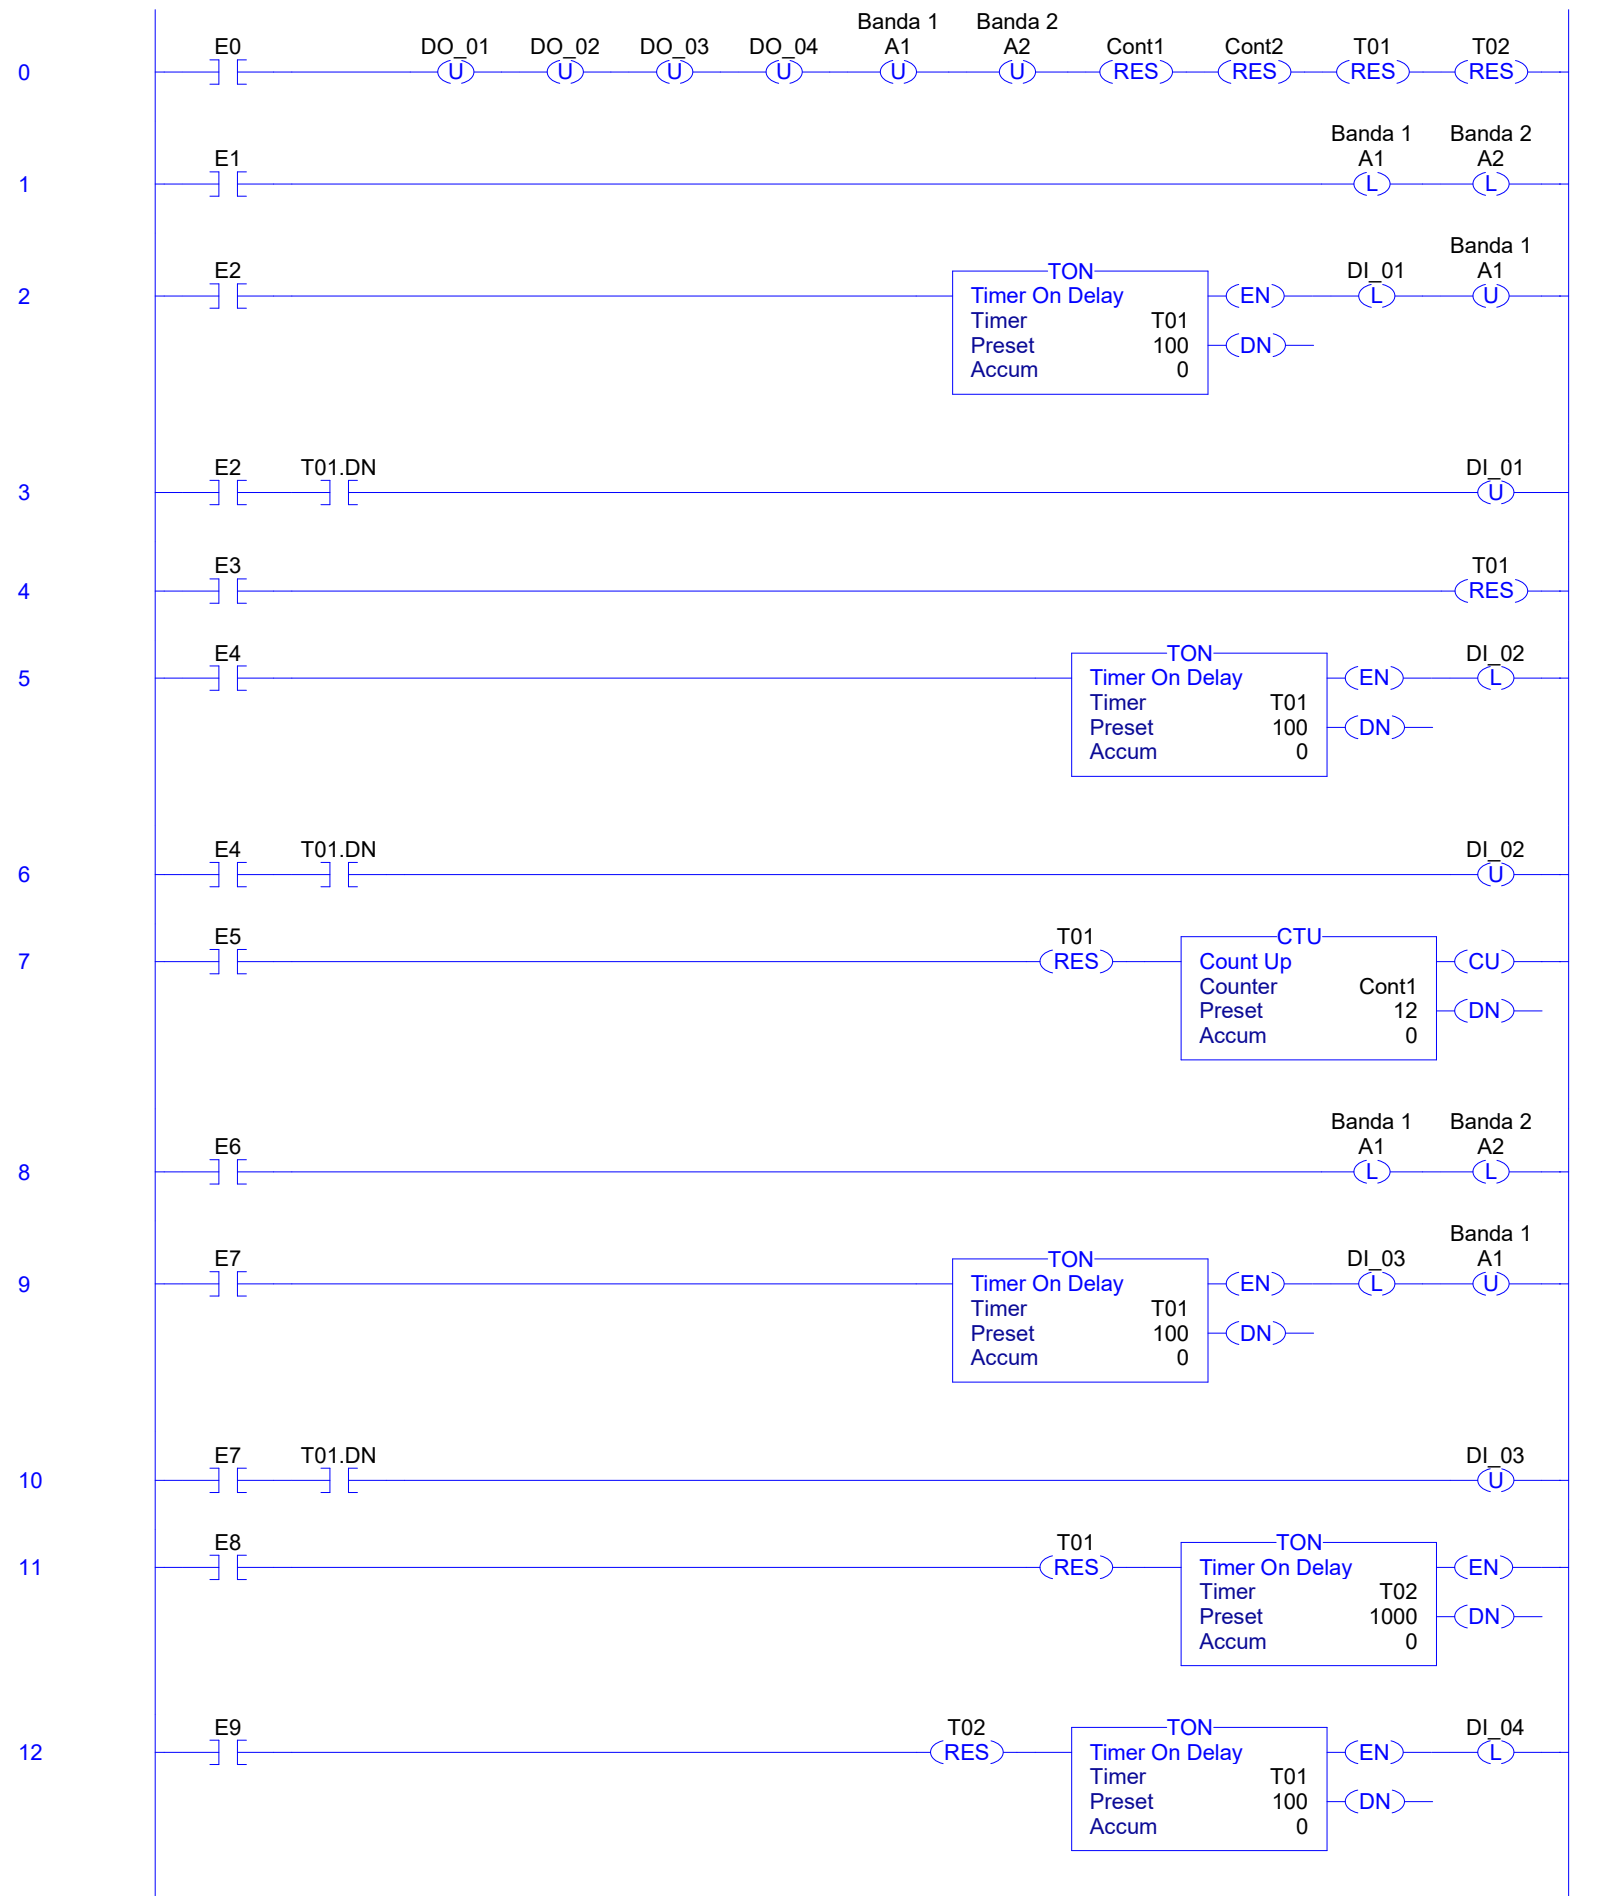 Banda 1 Banda 2
E0 DO_01 DO_02 DO_03 DO_04 A1 A2 Cont1 Cont2 T01 T02
0 U U U U U U RES RES RES RES
Banda 1 Banda 2
E1 A1 A2
1 L L
Banda 1
E2 TON DI_01 A1
2 Timer On Delay EN L U
Timer T01
Preset 100 DN
Accum 0
E2 T01.DN DI_01
3 U
E3 T01
4 RES
E4 TON DI_02
5 Timer On Delay EN L
Timer T01
Preset 100 DN
Accum 0
E4 T01.DN DI_02
6 U
E5 T01 CTU
7 RES Count Up CU
Counter Cont1
Preset 12 DN
Accum 0
Banda 1 Banda 2
E6 A1 A2
8 L L
Banda 1
E7 TON DI_03 A1
9 Timer On Delay EN L U
Timer T01
Preset 100 DN
Accum 0
E7 T01.DN DI_03
10 U
E8 T01 TON
11 RES Timer On Delay EN
Timer T02
Preset 1000 DN
Accum 0
E9 T02 TON DI_04
12 RES Timer On Delay EN L
Timer T01
Preset 100 DN
Accum 0